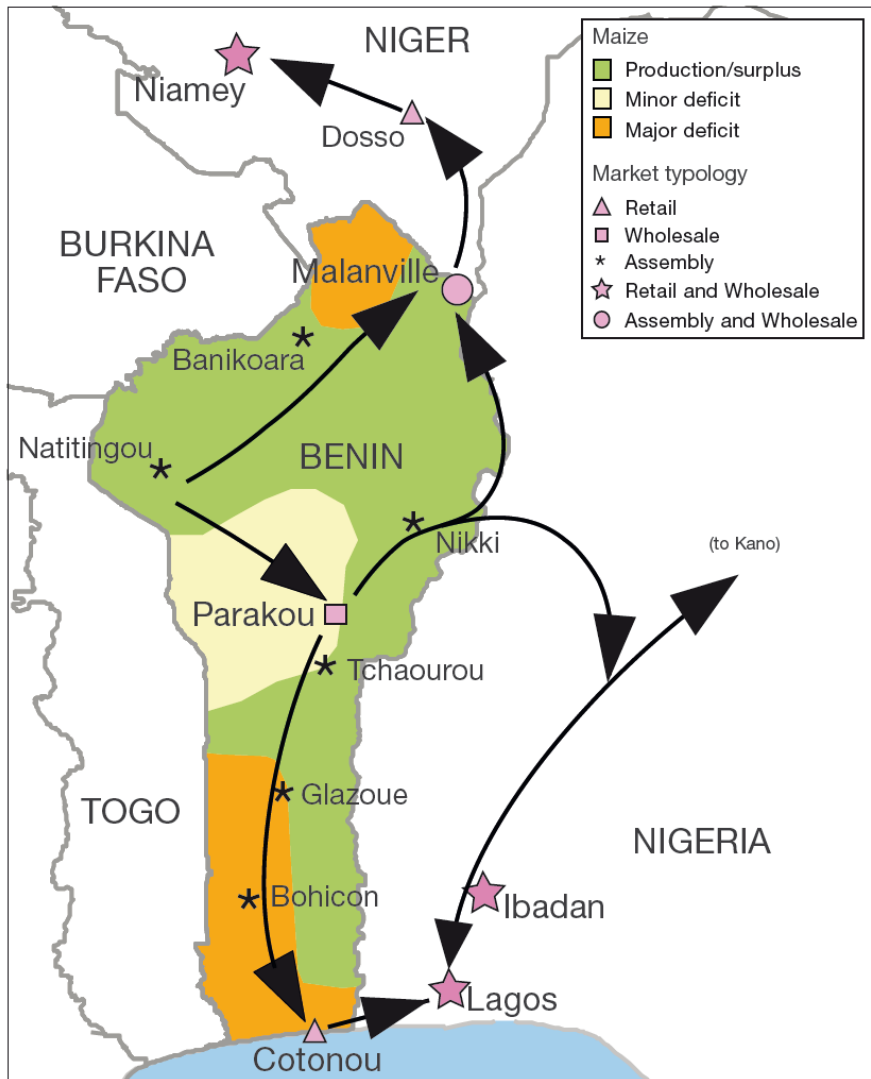 NIGER
Niamey
Dosso
BURKINA
FASO
Malanville
Banikoara
Natitingou
BENIN
Nikki
(to Kano)
Parakou
Tchaourou
Glazoue
TOGO
NIGERIA
Bohicon
Ibadan
Lagos
Cotonou
Maize
Production/surplus
Minor deficit
Major deficit
Market typology
Retail
Wholesale
Assembly
Retail and Wholesale
Assembly and Wholesale